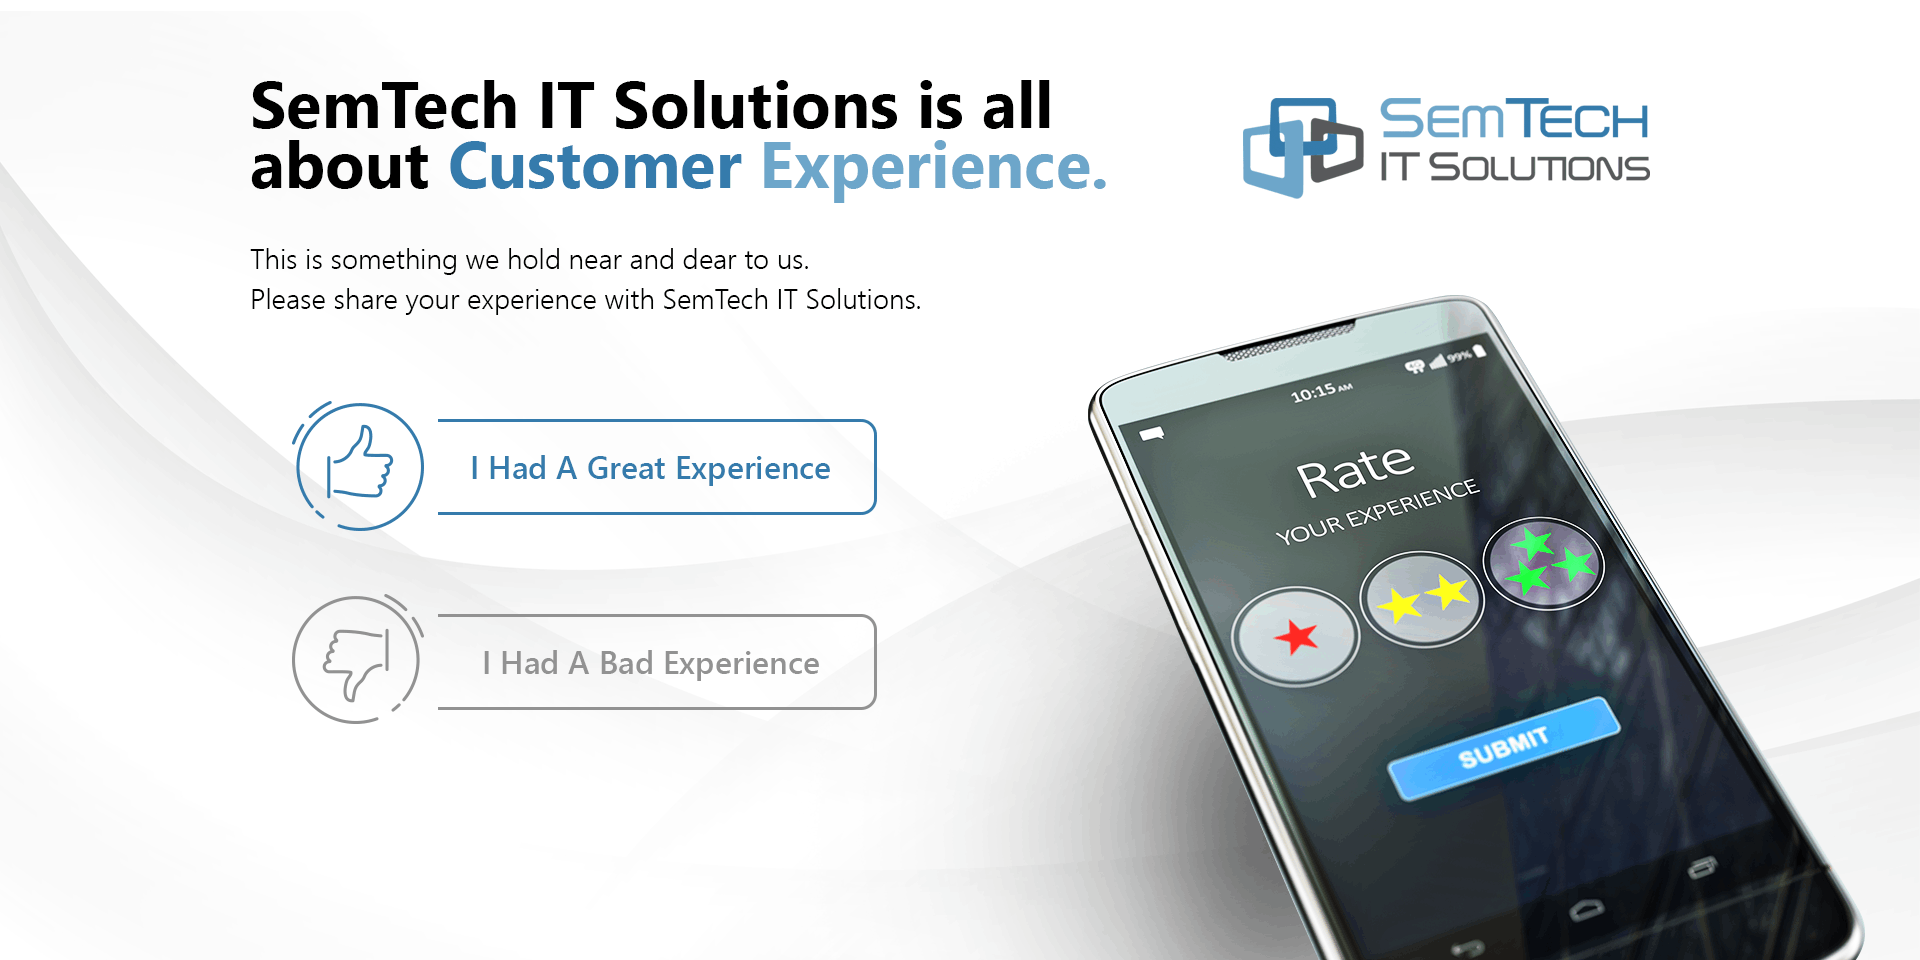 SemTech IT Solutions is all
about Customer Experience.
SEMTECH
IT SOLUTIONS
This is something we hold near and dear to us.
Please share your experience with SemTech IT Solutions.
I Had A Great Experience
I Had A Bad Experience
99%
10:15 AM
Rate
YOUR EXPERIENCE
SUBMIT